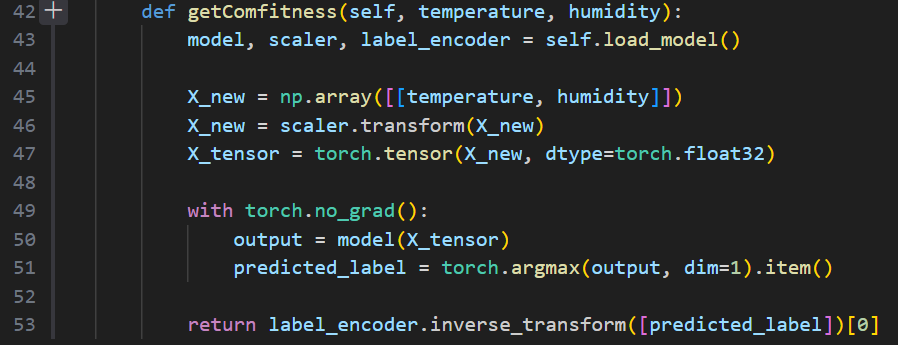 42 def getComfitness(self, temperature, humidity):
43 model, scaler, label_encoder = self.load_model()
44
45 X_new = np.array([[temperature, humidity]])
46 X_new = scaler.transform(X_new)
47 X_tensor = torch.tensor(X_new, dtype=torch.float32)
48
49 with torch.no_grad():
50 output = model(X_tensor)
51 predicted_label = torch.argmax(output, dim=1).item()
52
53 return label_encoder.inverse_transform([predicted_label])[0]